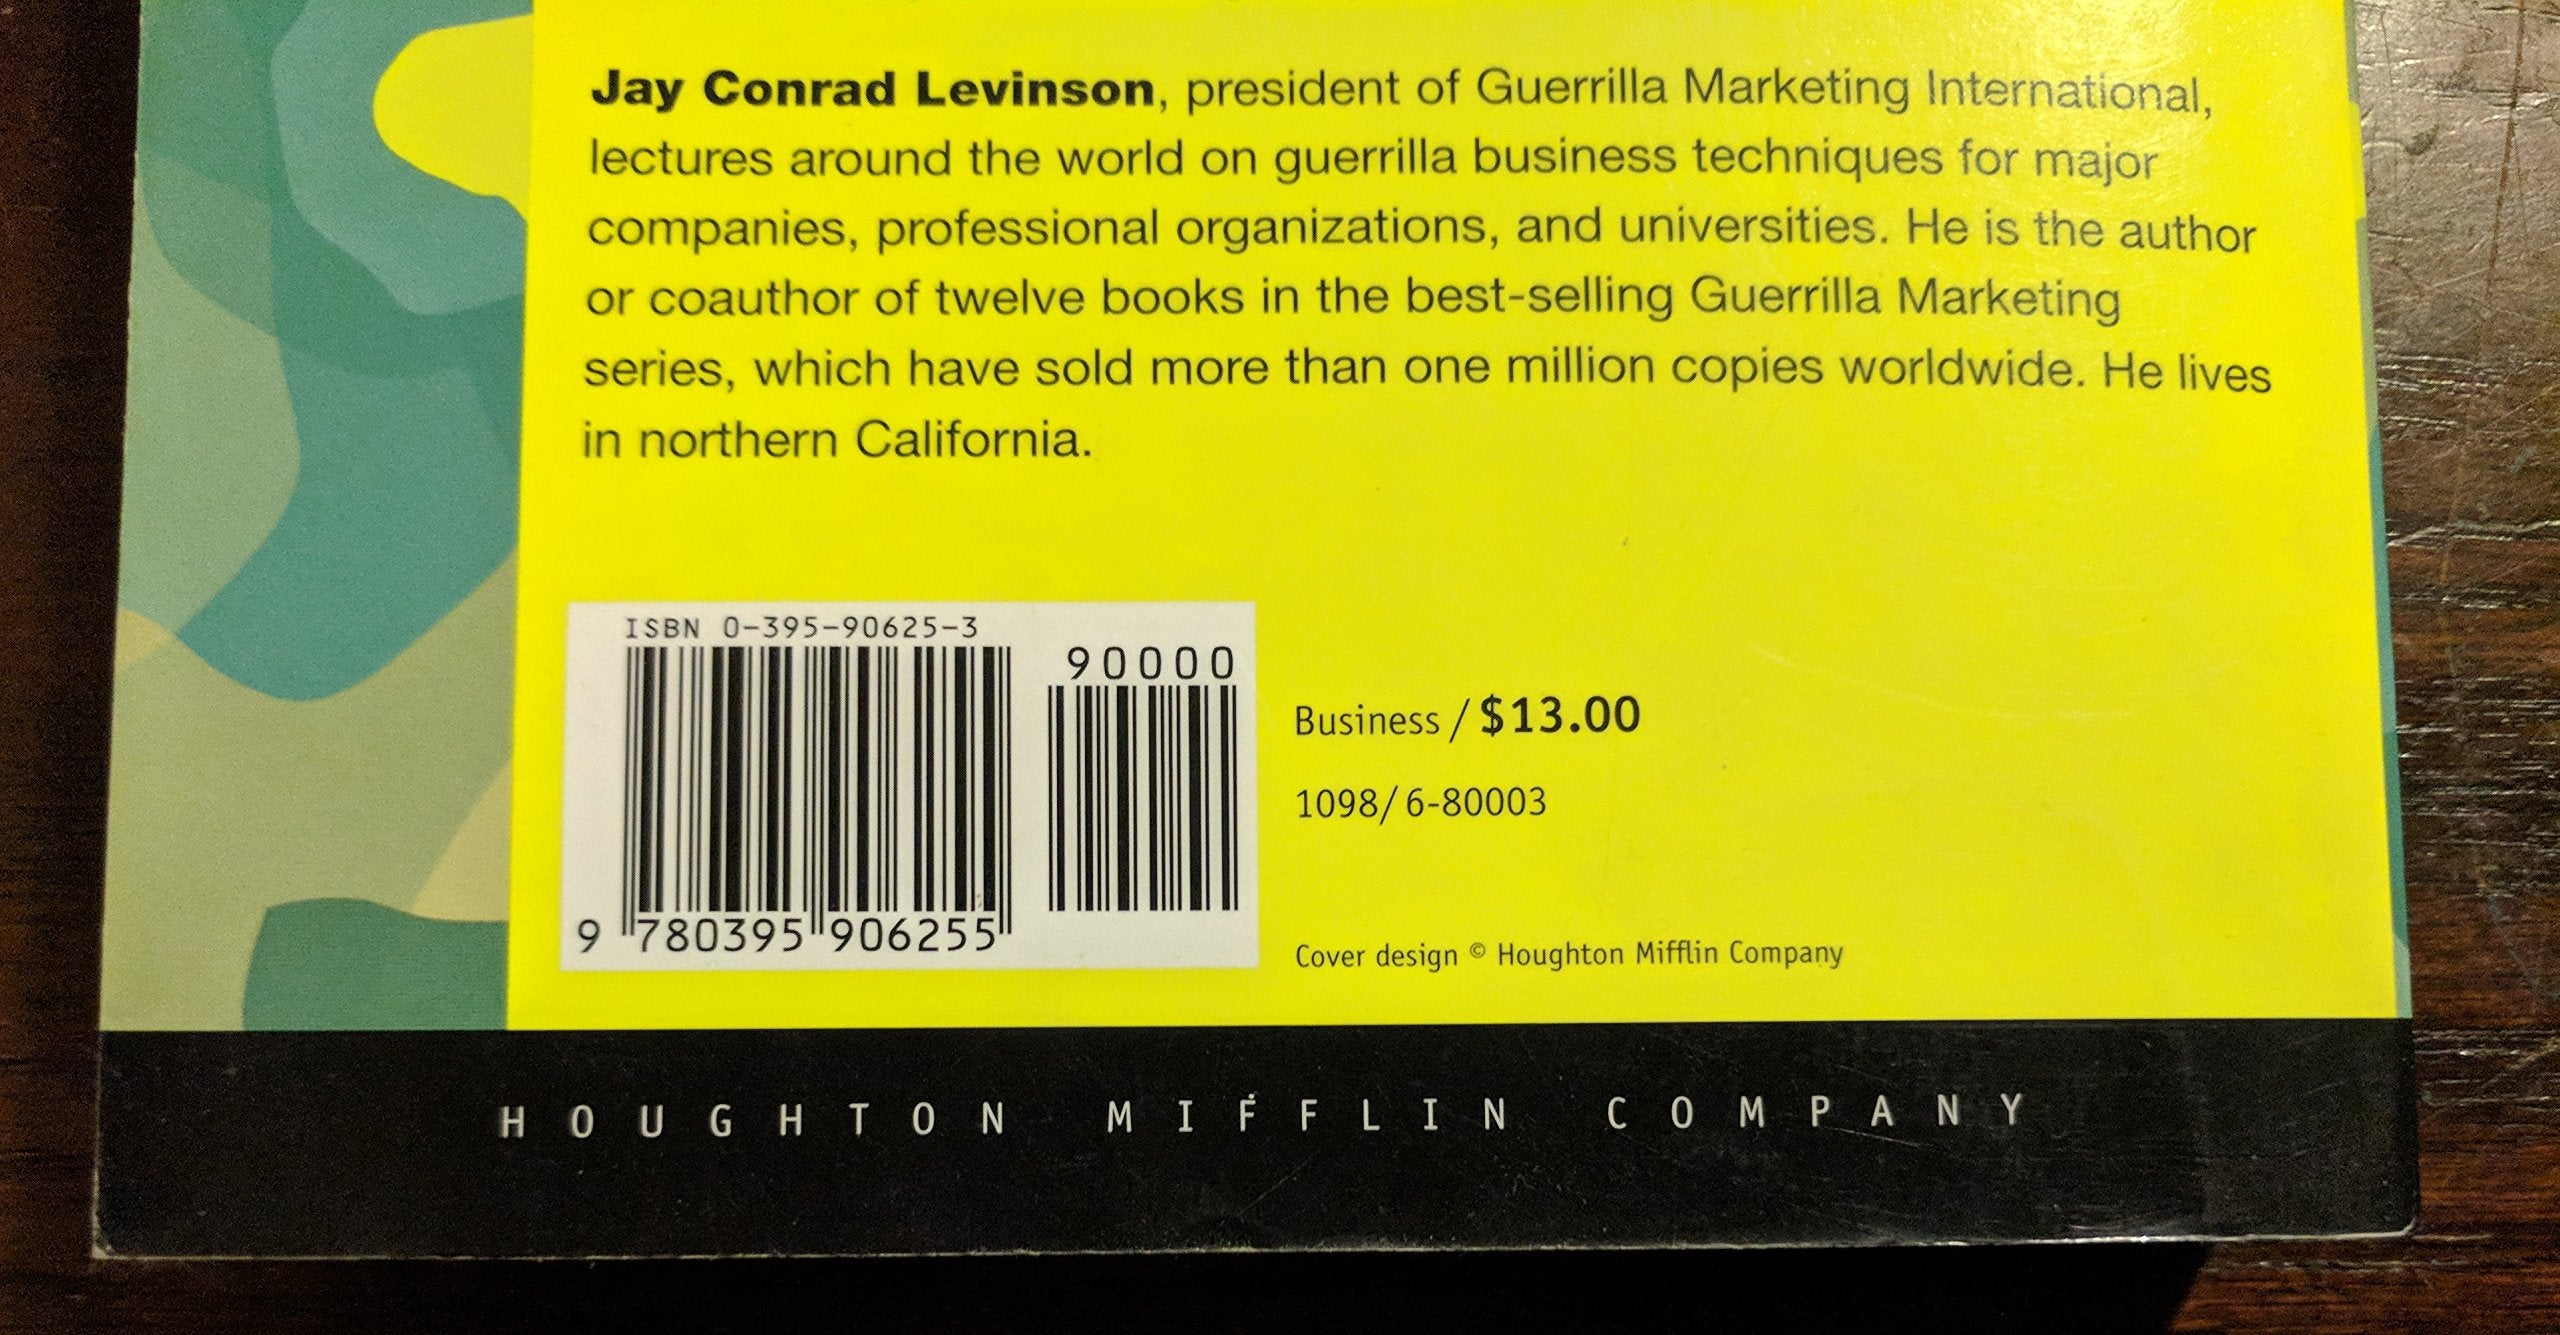 Jay Conrad Levinson, president of Guerrilla Marketing International,
lectures around the world on guerrilla business techniques for major
companies, professional organizations, and universities. He is the author
or coauthor of twelve books in the best-selling Guerrilla Marketing
series, which have sold more than one million copies worldwide. He lives
in northern California.
ISBN 0-395-90625-3
90000
9 780395 906255
Business / $13.00
1098/ 6-80003
Cover design © Houghton Mifflin Company
HOUGHTON MIFFLIN COMPANY